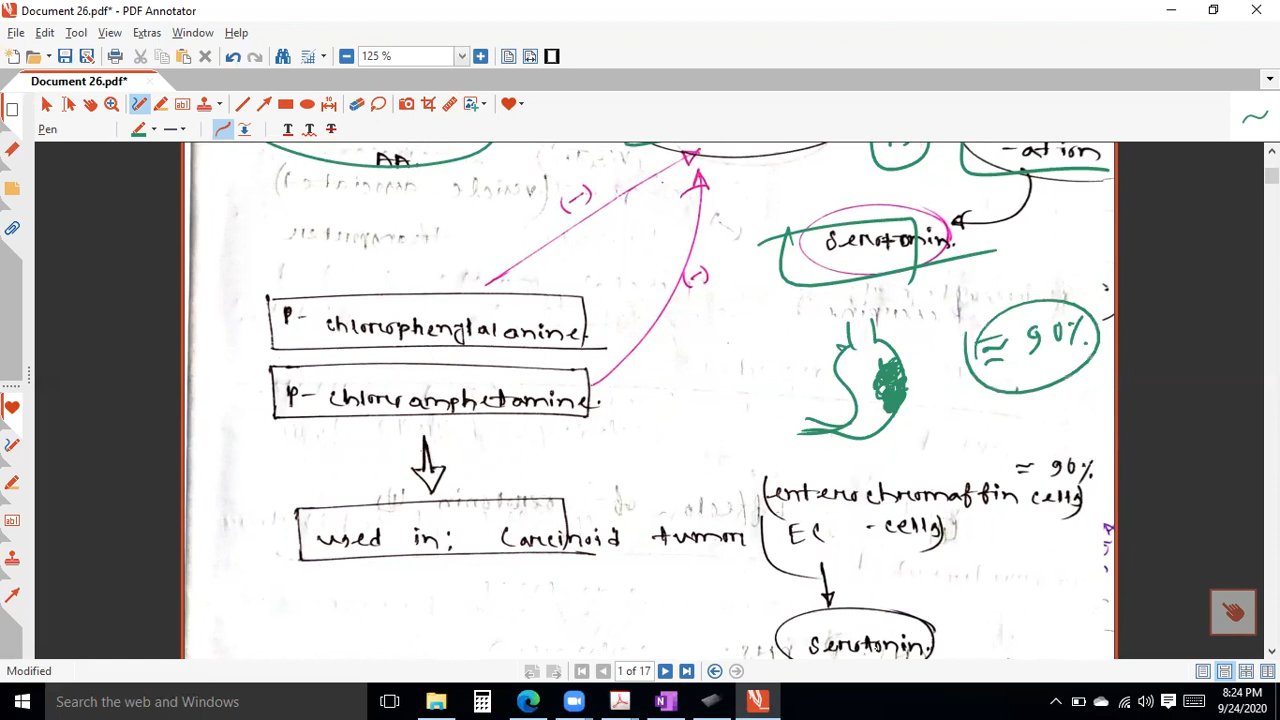 Document 26.pdf* - PDF Annotator
File Edit Tool View Extras Window Help
125 %
Document 26.pdf*
Pen
AA
-ation
(-)
serotonin.
(-)
P- chlorophenylalanine.
≈ 90%
P- chloroamphetamine.
≈ 90%
enterochromaffin cells
used in: Carcinoid tumor
EC -cells
serotonin.
Modified
1 of 17
Search the web and Windows
8:24 PM
9/24/2020